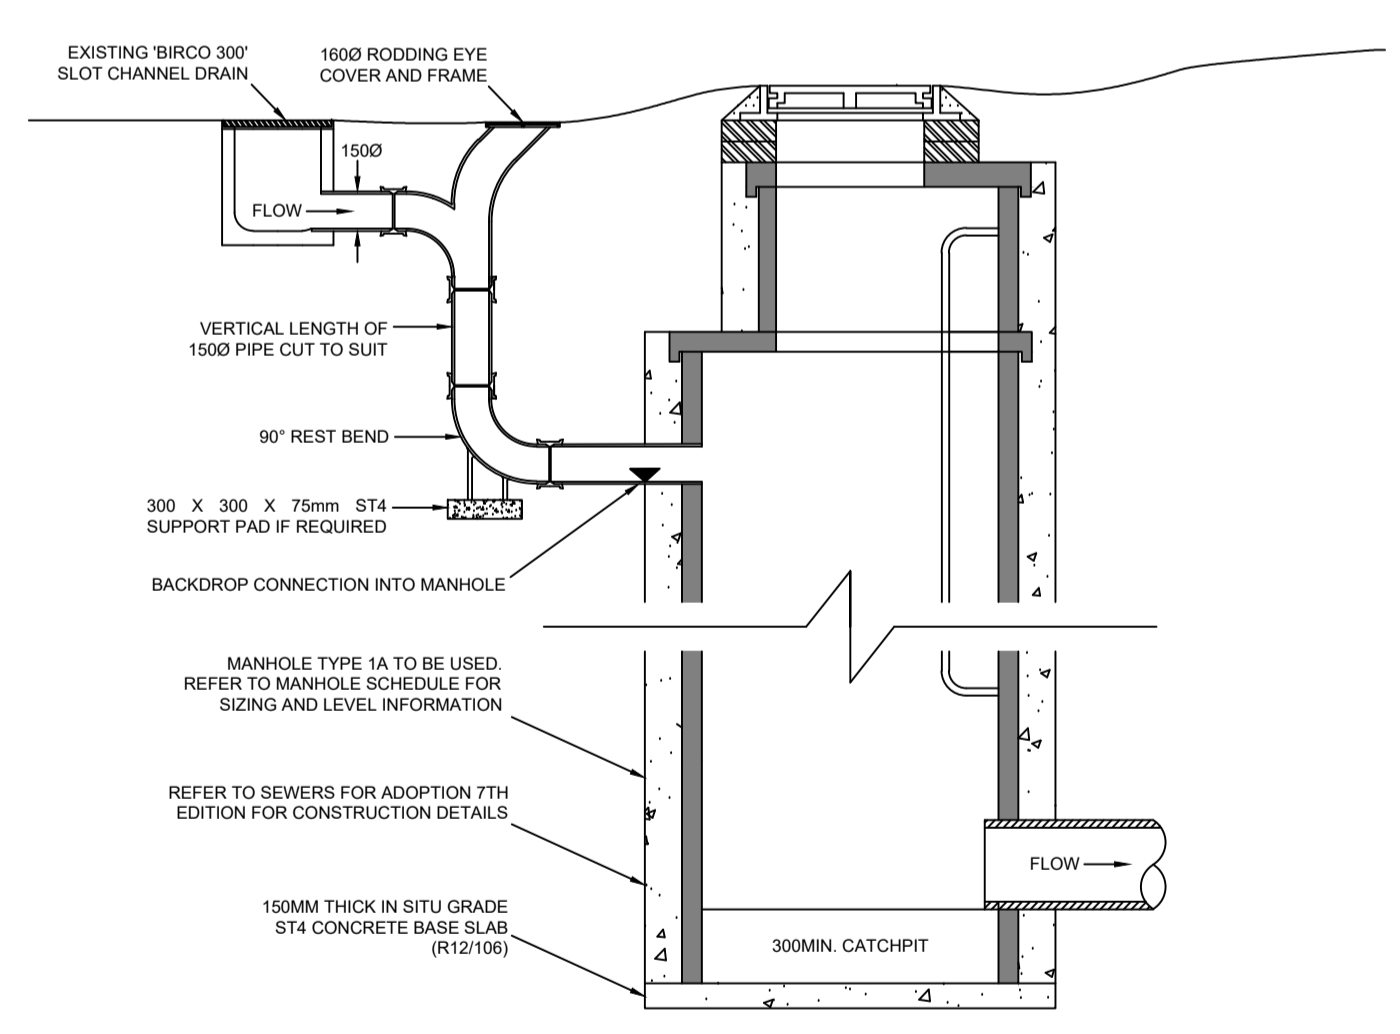 EXISTING 'BIRCO 300'
SLOT CHANNEL DRAIN
160Ø RODDING EYE
COVER AND FRAME
150Ø
FLOW
VERTICAL LENGTH OF
150Ø PIPE CUT TO SUIT
90° REST BEND
300 X 300 X 75mm ST4
SUPPORT PAD IF REQUIRED
BACKDROP CONNECTION INTO MANHOLE
MANHOLE TYPE 1A TO BE USED.
REFER TO MANHOLE SCHEDULE FOR
SIZING AND LEVEL INFORMATION
REFER TO SEWERS FOR ADOPTION 7TH
EDITION FOR CONSTRUCTION DETAILS
FLOW
150MM THICK IN SITU GRADE
ST4 CONCRETE BASE SLAB
(R12/106)
300MIN. CATCHPIT